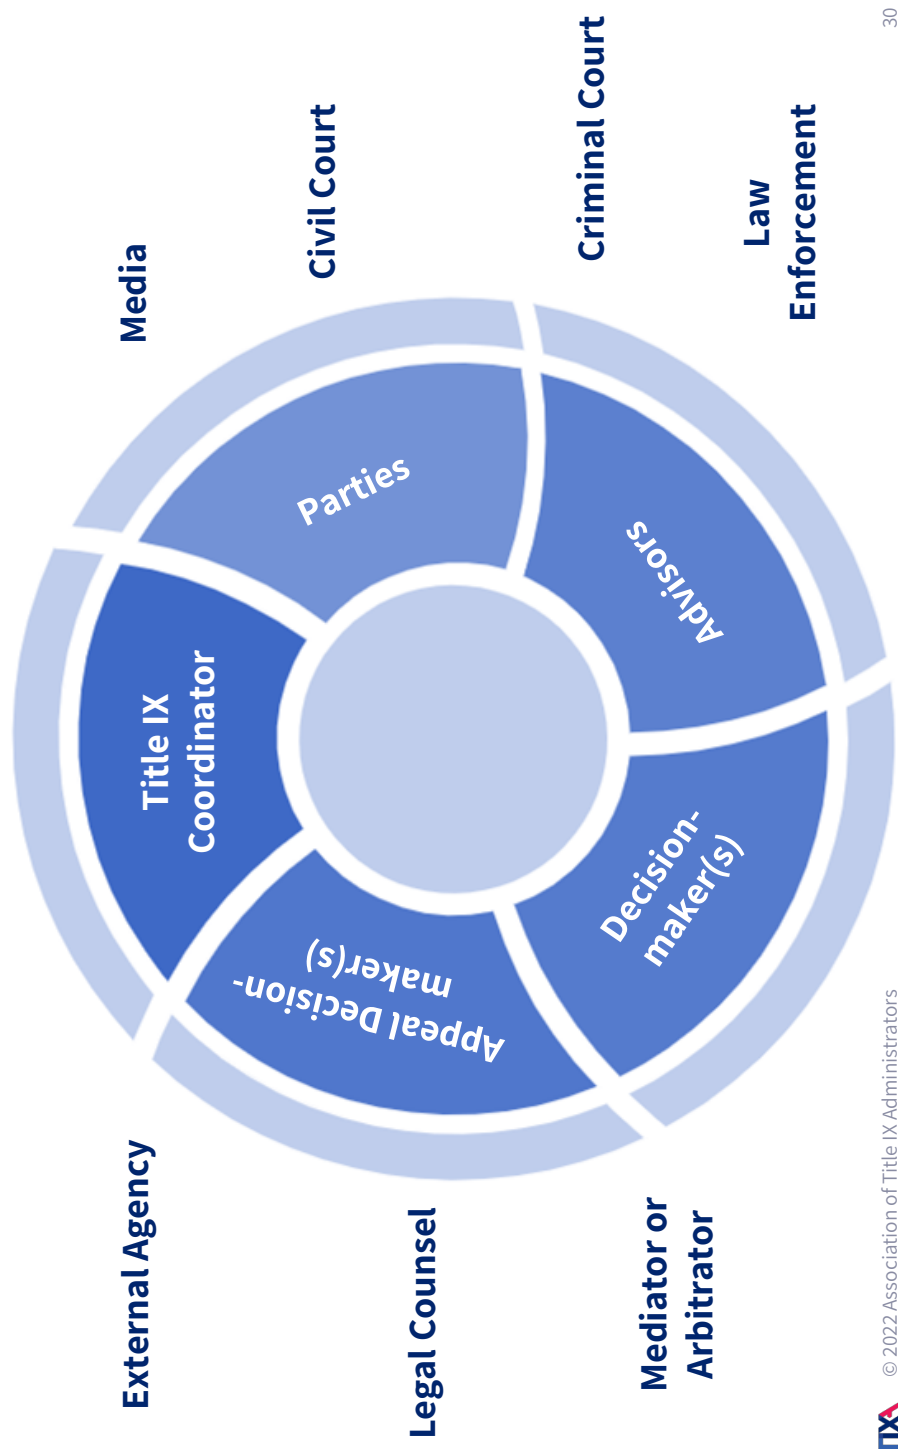 External Agency
Legal Counsel
Mediator or
Arbitrator
Title IX
Coordinator
Parties
Advisors
Decision-
maker(s)
Appeal Decision-
maker(s)
Media
Civil Court
Criminal Court
Law
Enforcement
© 2022 Association of Title IX Administrators
30